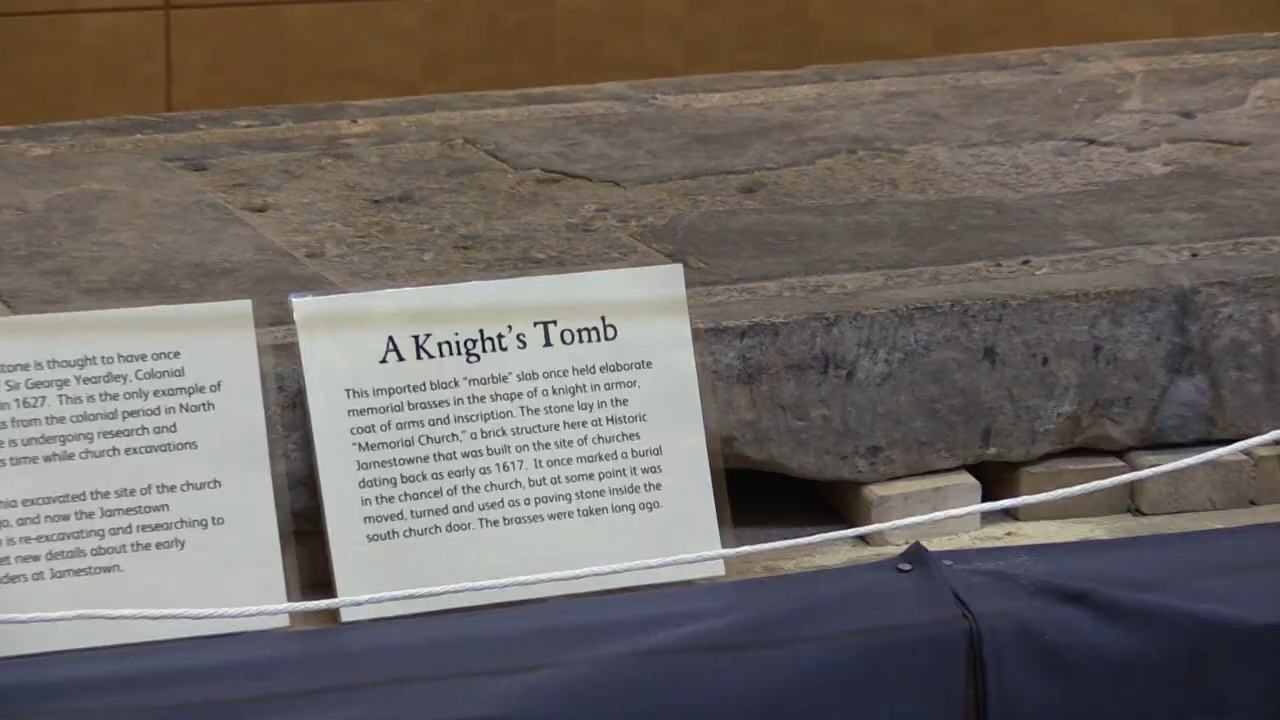 tone is thought to have once
Sir George Yeardley, Colonial
in 1627. This is the only example of
s from the colonial period in North
e is undergoing research and
s time while church excavations
nia excavated the site of the church
go, and now the Jamestown
is re-excavating and researching to
et new details about the early
ders at Jamestown.
A Knight's Tomb
This imported black "marble" slab once held elaborate
memorial brasses in the shape of a knight in armor,
coat of arms and inscription. The stone lay in the
"Memorial Church," a brick structure here at Historic
Jamestowne that was built on the site of churches
dating back as early as 1617. It once marked a burial
in the chancel of the church, but at some point it was
moved, turned and used as a paving stone inside the
south church door. The brasses were taken long ago.